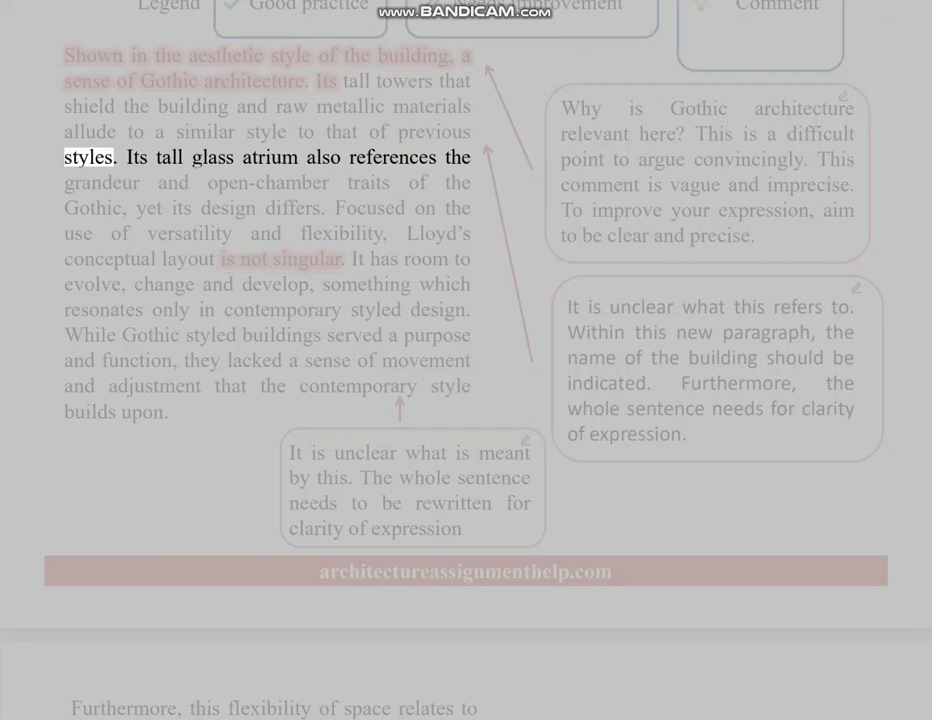 Legend
Good practice
Needs Improvement
Comment
www.BANDICAM.com
Shown in the aesthetic style of the building, a
sense of Gothic architecture. Its tall towers that
shield the building and raw metallic materials
allude to a similar style to that of previous
styles. Its tall glass atrium also references the
grandeur and open-chamber traits of the
Gothic, yet its design differs. Focused on the
use of versatility and flexibility, Lloyd's
conceptual layout is not singular. It has room to
evolve, change and develop, something which
resonates only in contemporary styled design.
While Gothic styled buildings served a purpose
and function, they lacked a sense of movement
and adjustment that the contemporary style
builds upon.
Why is Gothic architecture
relevant here? This is a difficult
point to argue convincingly. This
comment is vague and imprecise.
To improve your expression, aim
to be clear and precise.
It is unclear what this refers to.
Within this new paragraph, the
name of the building should be
indicated. Furthermore, the
whole sentence needs for clarity
of expression.
It is unclear what is meant
by this. The whole sentence
needs to be rewritten for
clarity of expression
architectureassignmenthelp.com
Furthermore, this flexibility of space relates to